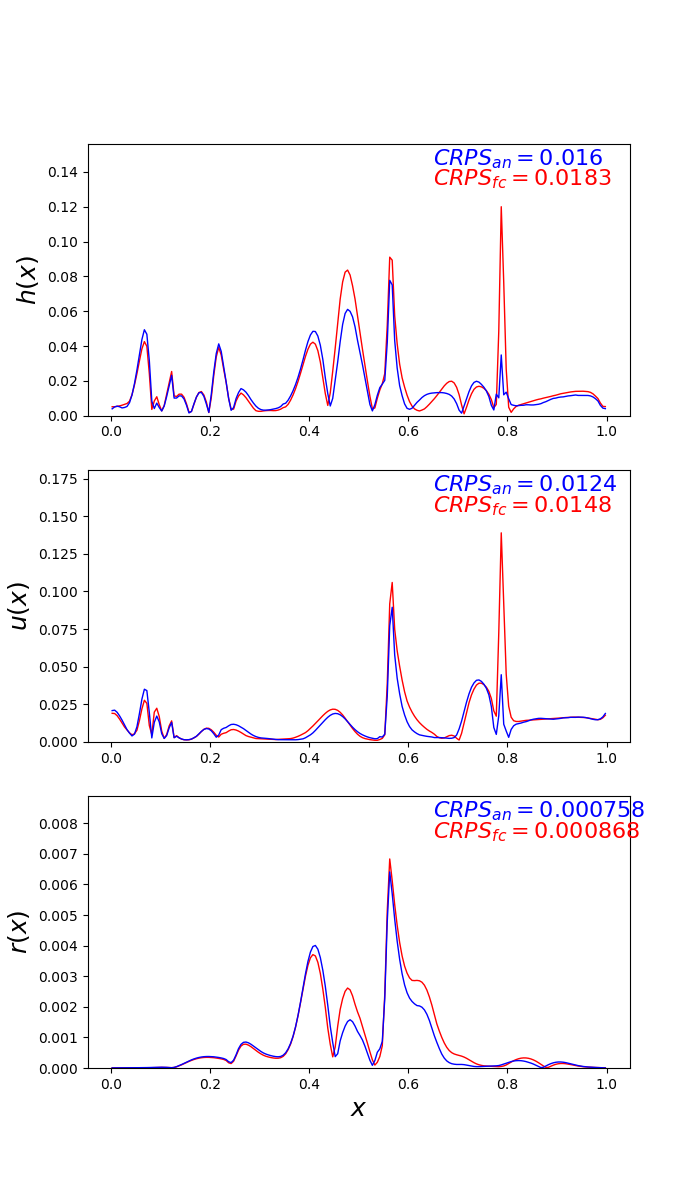 CRPS_an = 0.016
CRPS_fc = 0.0183
0.14
0.12
0.10
0.08
0.06
0.04
0.02
0.00
h(x)
0.0 0.2 0.4 0.6 0.8 1.0
CRPS_an = 0.0124
CRPS_fc = 0.0148
0.175
0.150
0.125
0.100
0.075
0.050
0.025
0.000
u(x)
0.0 0.2 0.4 0.6 0.8 1.0
CRPS_an = 0.000758
CRPS_fc = 0.000868
0.008
0.007
0.006
0.005
0.004
0.003
0.002
0.001
0.000
r(x)
0.0 0.2 0.4 0.6 0.8 1.0
x